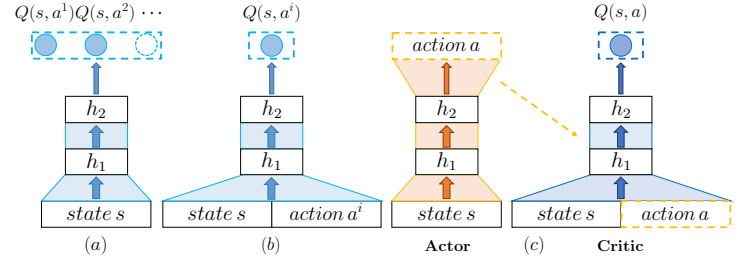 Q(s, a¹)Q(s, a²) ⋯ Q(s, aⁱ) Q(s, a)
action a
h₂ h₂ h₂ h₂
h₁ h₁ h₁ h₁
state s state s action aⁱ state s state s action a
(a) (b) Actor (c) Critic